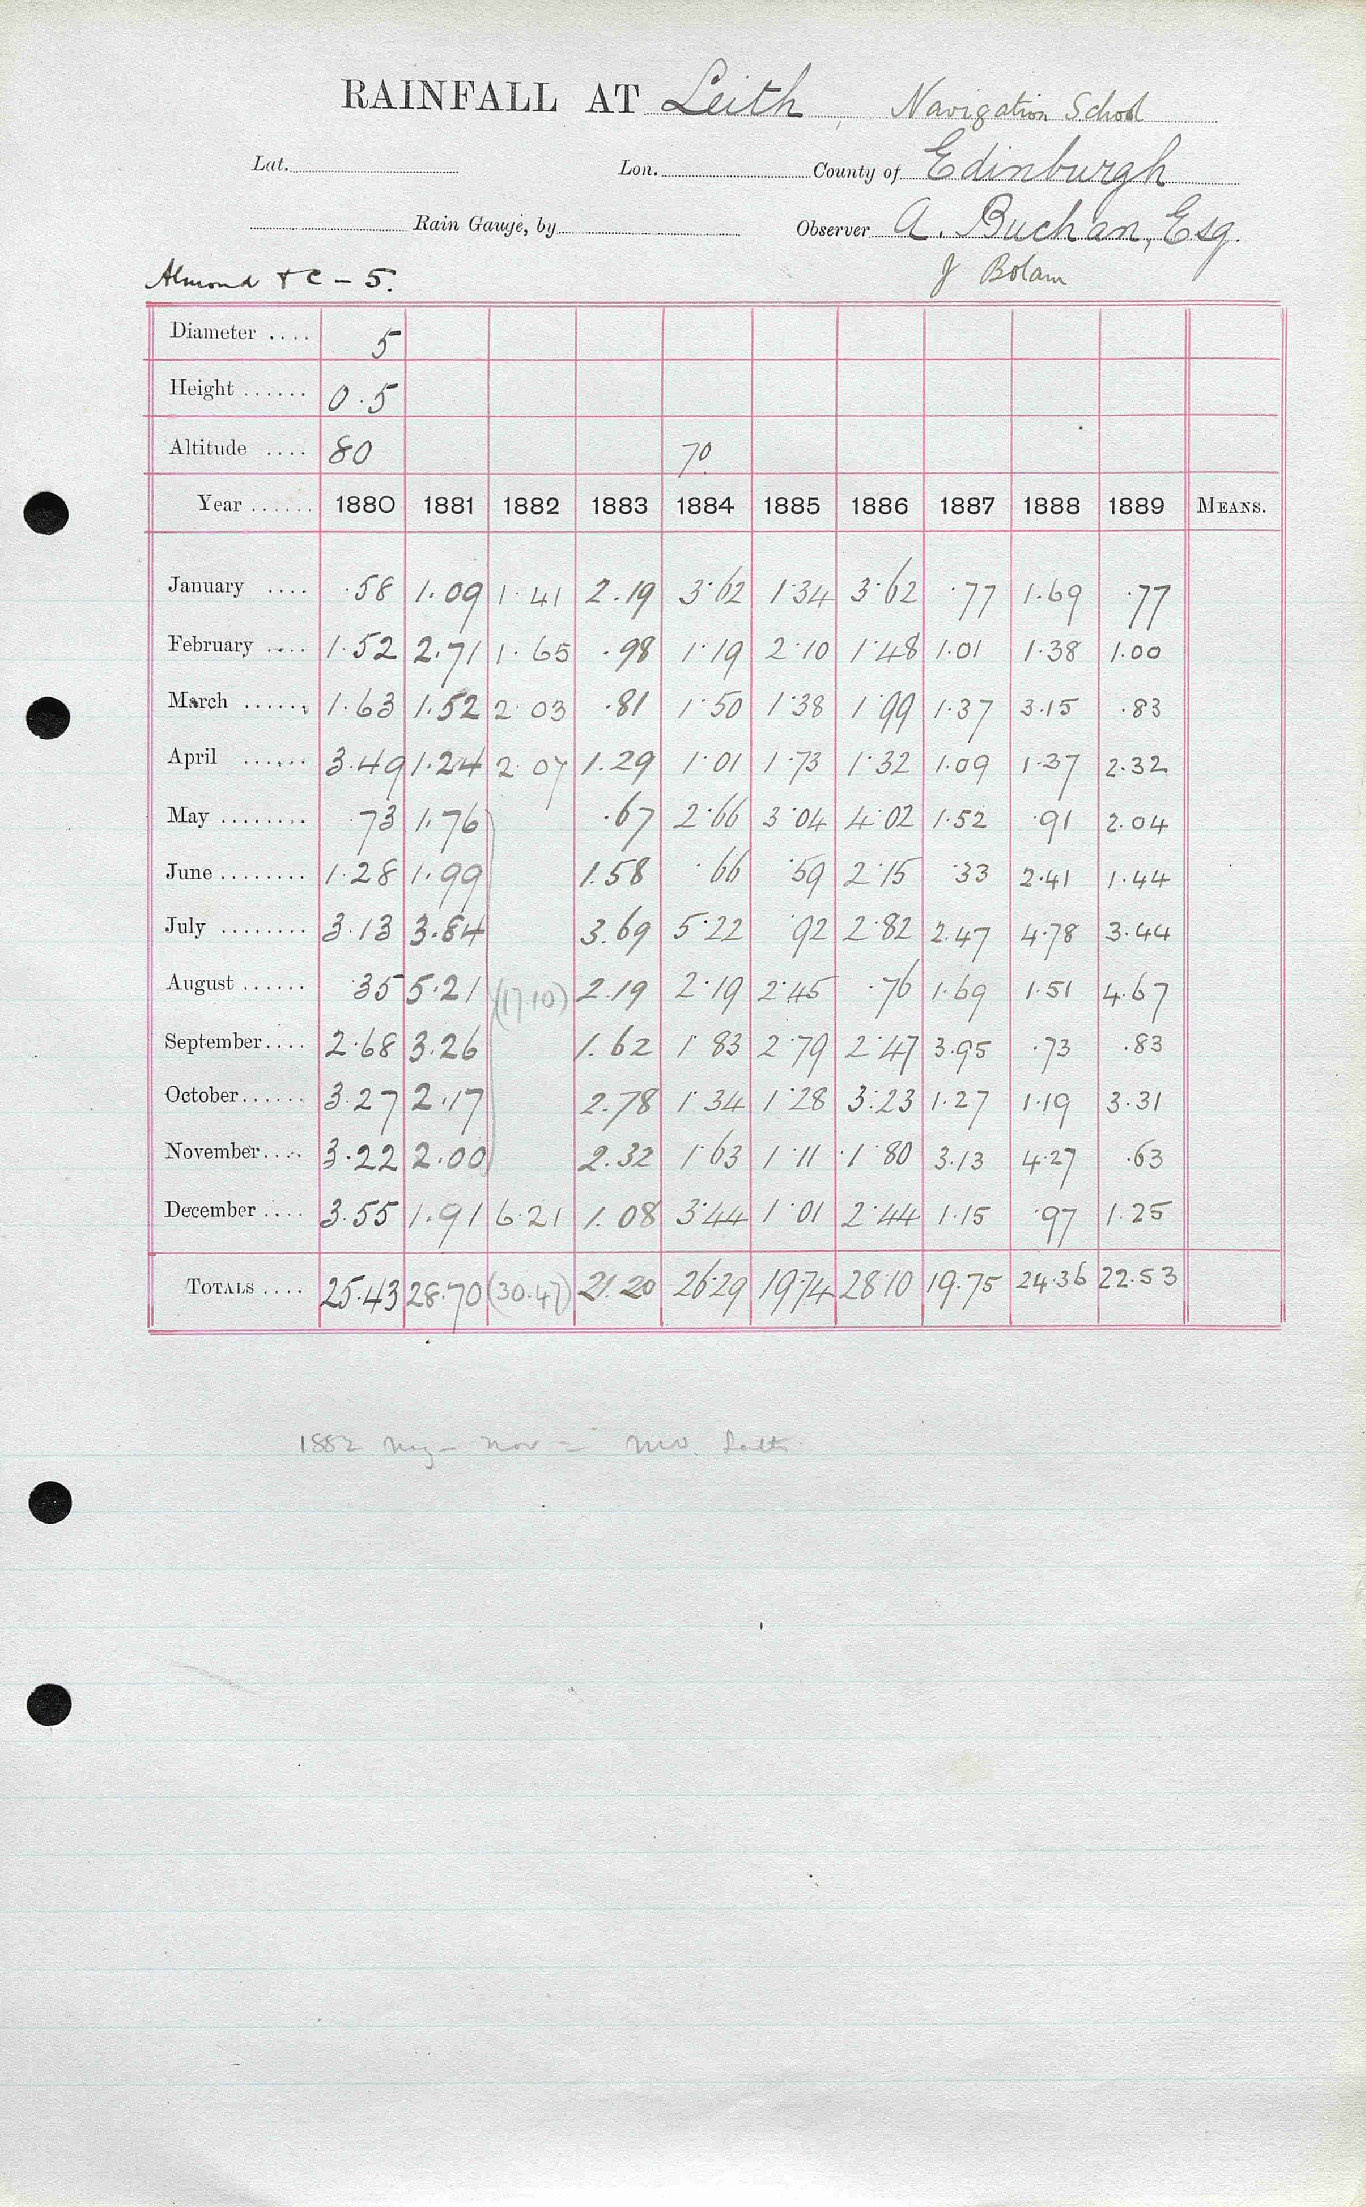 RAINFALL AT Leith, Navigation School
Lat. Lon. County of Edinburgh
Rain Gauge, by Observer A. Buchan, Esq.
Almond & C – 5. J Bolam
Diameter .... 5
Height ...... 0.5
Altitude .... 80 70
Year ...... 1880 1881 1882 1883 1884 1885 1886 1887 1888 1889 MEANS.
January .... .58 1.09 1.41 2.19 3.62 1.34 3.62 .77 1.69 .77
February .... 1.52 2.71 1.65 .98 1.19 2.10 1.48 1.01 1.38 1.00
March ...... 1.63 1.52 2.03 .81 1.50 1.38 1.99 1.37 3.15 .83
April ...... 3.49 1.24 2.07 1.29 1.01 1.73 1.32 1.09 1.37 2.32
May ........ .73 1.76 .67 2.66 3.04 4.02 1.52 .91 2.04
June ........ 1.28 1.99 1.58 .66 .59 2.15 .33 2.41 1.44
July ........ 3.13 3.84 3.69 5.22 .92 2.82 2.47 4.78 3.44
August ...... .35 5.21 (17.10) 2.19 2.19 2.45 .76 1.69 1.51 4.67
September .... 2.68 3.26 1.62 1.83 2.79 2.47 3.95 .73 .83
October ...... 3.27 2.17 2.78 1.34 1.28 3.23 1.27 1.19 3.31
November .... 3.22 2.00 2.32 1.63 1.11 1.80 3.13 4.27 .63
December .... 3.55 1.91 6.21 1.08 3.44 1.01 2.44 1.15 .97 1.25
TOTALS .... 25.43 28.70 (30.47) 21.20 26.29 19.74 28.10 19.75 24.36 22.53
1882 May – Nov =